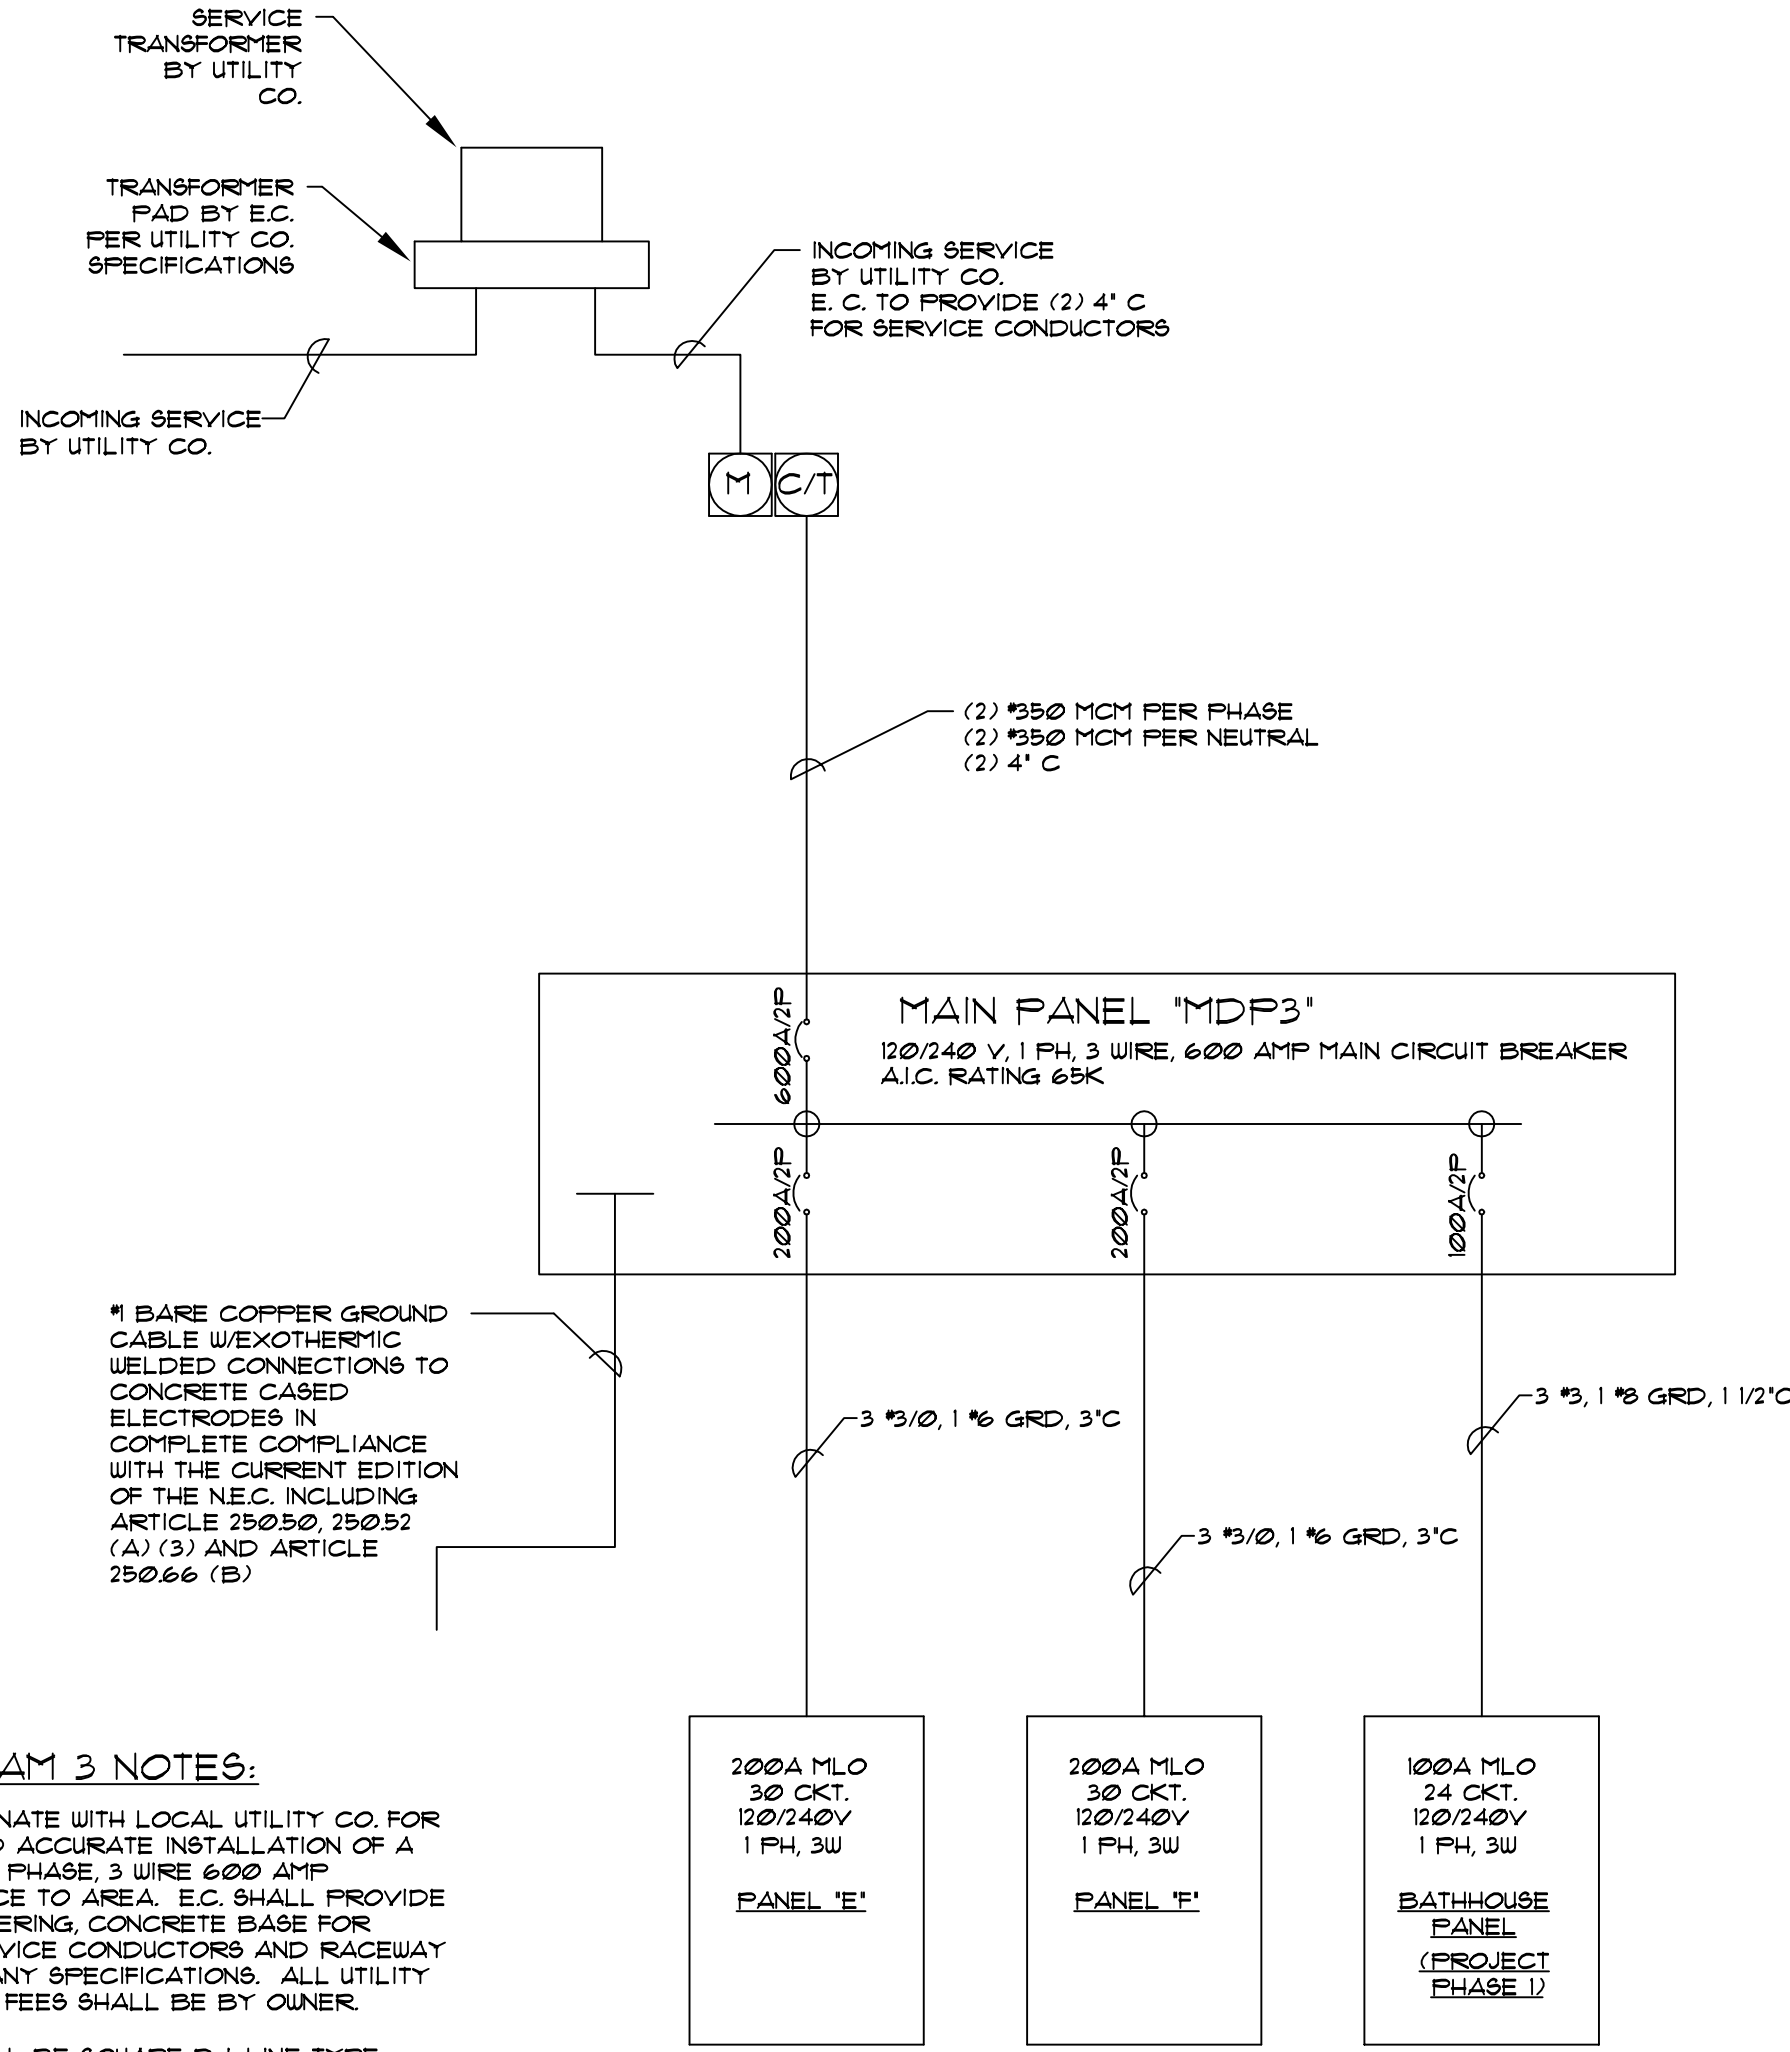 SERVICE
TRANSFORMER
BY UTILITY
CO.
TRANSFORMER
PAD BY E.C.
PER UTILITY CO.
SPECIFICATIONS
INCOMING SERVICE
BY UTILITY CO.
E. C. TO PROVIDE (2) 4" C
FOR SERVICE CONDUCTORS
INCOMING SERVICE
BY UTILITY CO.
M C/T
(2) #350 MCM PER PHASE
(2) #350 MCM PER NEUTRAL
(2) 4" C
MAIN PANEL "MDP3"
120/240 V, 1 PH, 3 WIRE, 600 AMP MAIN CIRCUIT BREAKER
A.I.C. RATING 65K
600A/2P
200A/2P
200A/2P
100A/2P
#1 BARE COPPER GROUND
CABLE W/EXOTHERMIC
WELDED CONNECTIONS TO
CONCRETE CASED
ELECTRODES IN
COMPLETE COMPLIANCE
WITH THE CURRENT EDITION
OF THE N.E.C. INCLUDING
ARTICLE 250.50, 250.52
(A) (3) AND ARTICLE
250.66 (B)
3 #3/0, 1 #6 GRD, 3"C
3 #3/0, 1 #6 GRD, 3"C
3 #3, 1 #8 GRD, 1 1/2"C
200A MLO
30 CKT.
120/240V
1 PH, 3W
PANEL "E"
200A MLO
30 CKT.
120/240V
1 PH, 3W
PANEL "F"
100A MLO
24 CKT.
120/240V
1 PH, 3W
BATHHOUSE
PANEL
(PROJECT
PHASE 1)
AM 3 NOTES:
NATE WITH LOCAL UTILITY CO. FOR
ACCURATE INSTALLATION OF A
PHASE, 3 WIRE 600 AMP
CE TO AREA. E.C. SHALL PROVIDE
ERING, CONCRETE BASE FOR
VICE CONDUCTORS AND RACEWAY
ANY SPECIFICATIONS. ALL UTILITY
FEES SHALL BE BY OWNER.
BE SQUARE D LINE TYPE